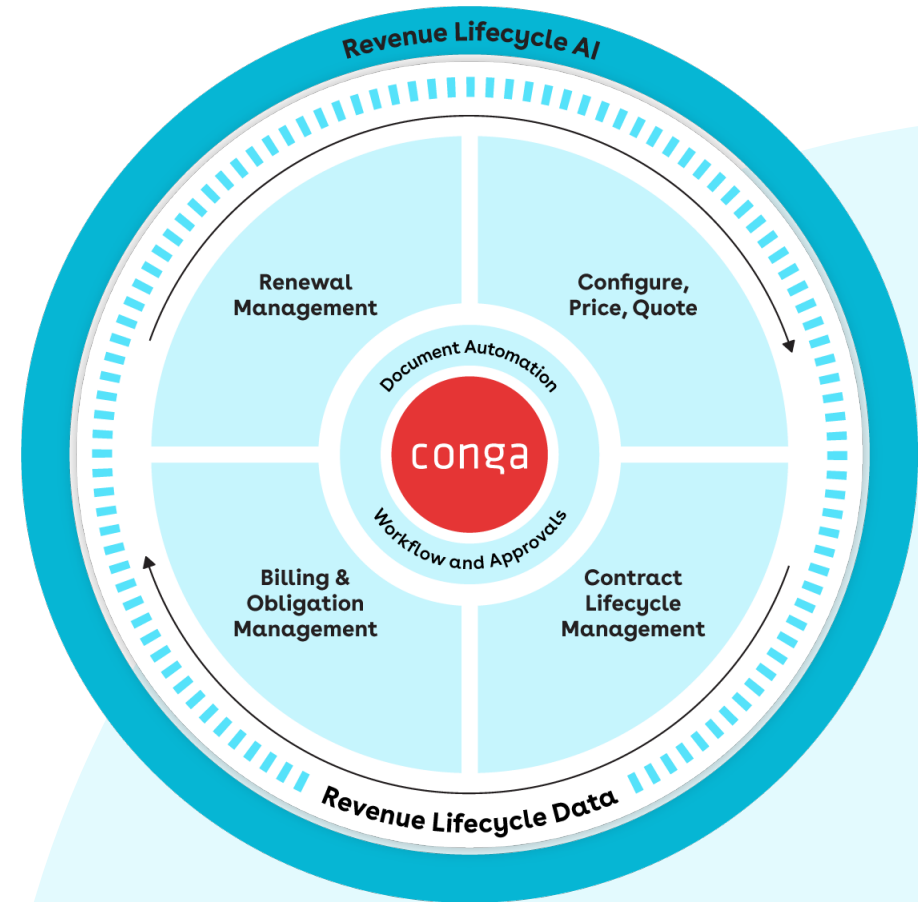 Revenue Lifecycle AI
Renewal
Management
Configure,
Price, Quote
Document Automation
conga
Workflow and Approvals
Billing &
Obligation
Management
Contract
Lifecycle
Management
Revenue Lifecycle Data